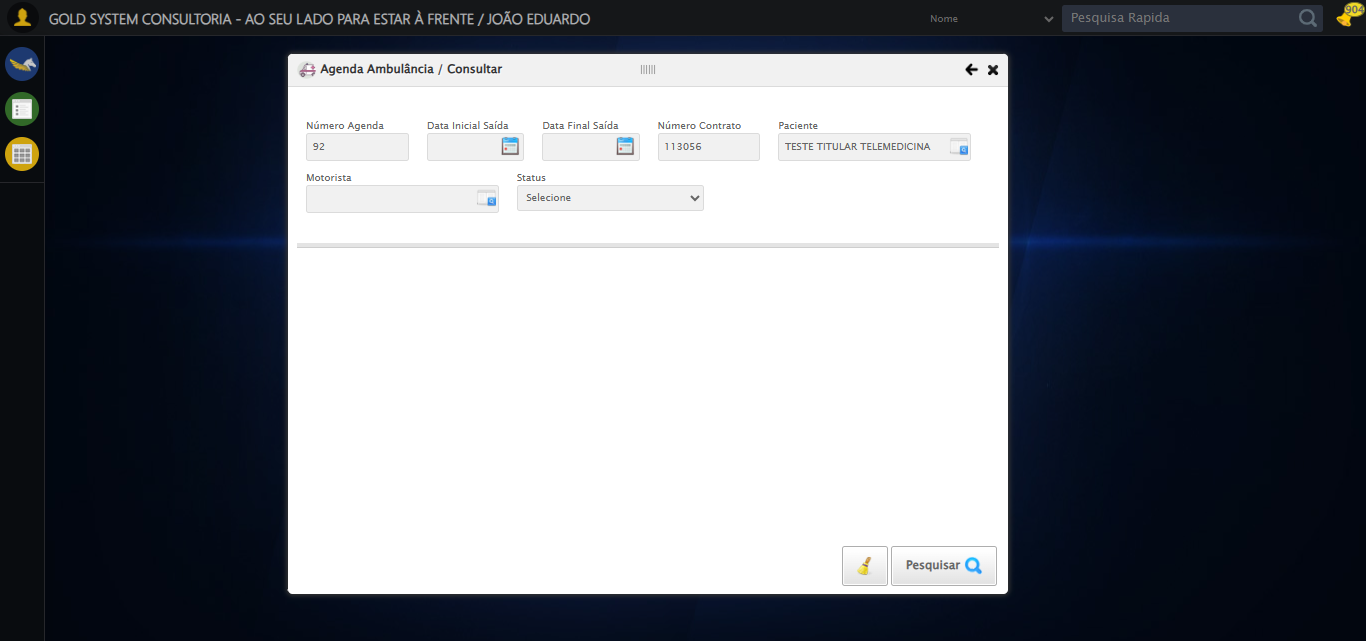 GOLD SYSTEM CONSULTORIA - AO SEU LADO PARA ESTAR À FRENTE / JOÃO EDUARDO
Nome
Pesquisa Rapida
904
Agenda Ambulância / Consultar
Número Agenda Data Inicial Saída Data Final Saída Número Contrato Paciente
92 113056 TESTE TITULAR TELEMEDICINA
Motorista Status
Selecione
Pesquisar